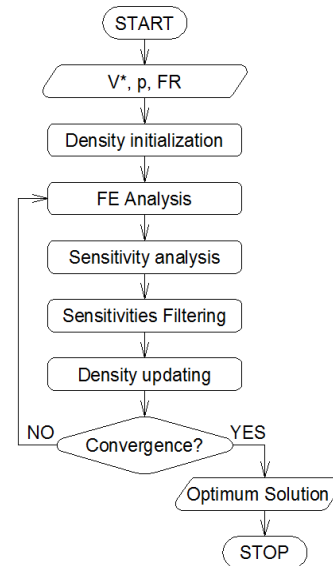 START
V*, p, FR
Density initialization
FE Analysis
Sensitivity analysis
Sensitivities Filtering
Density updating
NO
Convergence?
YES
Optimum Solution
STOP